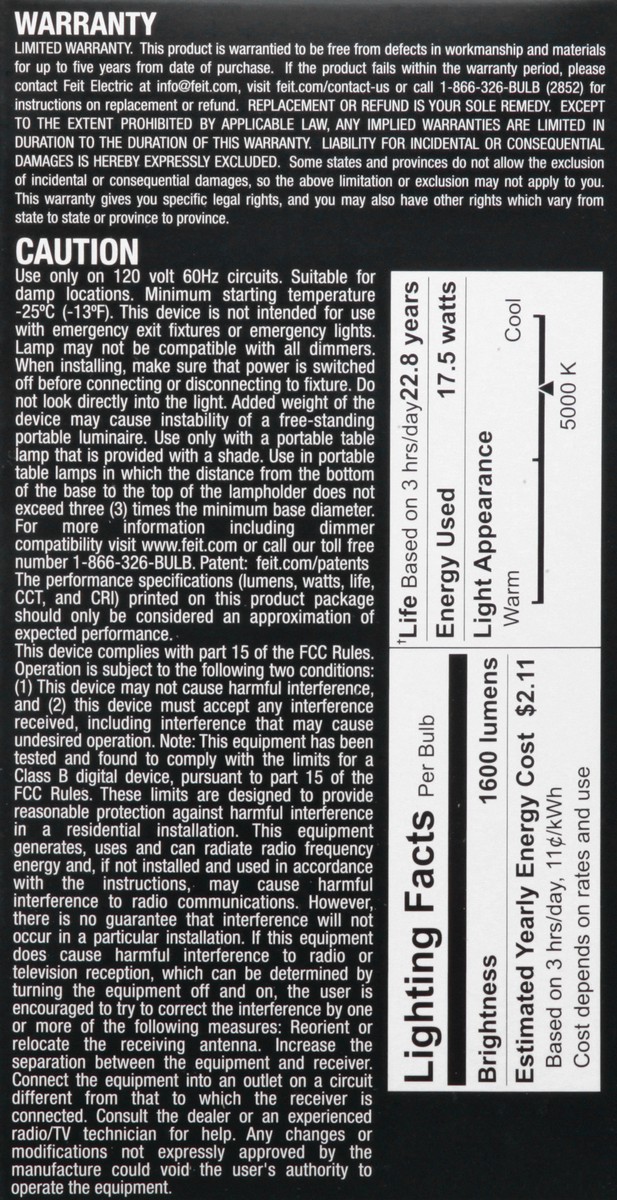 WARRANTY
LIMITED WARRANTY. This product is warrantied to be free from defects in workmanship and materials
for up to five years from date of purchase. If the product fails within the warranty period, please
contact Feit Electric at info@feit.com, visit feit.com/contact-us or call 1-866-326-BULB (2852) for
instructions on replacement or refund. REPLACEMENT OR REFUND IS YOUR SOLE REMEDY. EXCEPT
TO THE EXTENT PROHIBITED BY APPLICABLE LAW, ANY IMPLIED WARRANTIES ARE LIMITED IN
DURATION TO THE DURATION OF THIS WARRANTY. LIABILITY FOR INCIDENTAL OR CONSEQUENTIAL
DAMAGES IS HEREBY EXPRESSLY EXCLUDED. Some states and provinces do not allow the exclusion
of incidental or consequential damages, so the above limitation or exclusion may not apply to you.
This warranty gives you specific legal rights, and you may also have other rights which vary from
state to state or province to province.
CAUTION
Use only on 120 volt 60Hz circuits. Suitable for
damp locations. Minimum starting temperature
-25ºC (-13ºF). This device is not intended for use
with emergency exit fixtures or emergency lights.
Lamp may not be compatible with all dimmers.
When installing, make sure that power is switched
off before connecting or disconnecting to fixture. Do
not look directly into the light. Added weight of the
device may cause instability of a free-standing
portable luminaire. Use only with a portable table
lamp that is provided with a shade. Use in portable
table lamps in which the distance from the bottom
of the base to the top of the lampholder does not
exceed three (3) times the minimum base diameter.
For more information including dimmer
compatibility visit www.feit.com or call our toll free
number 1-866-326-BULB. Patent: feit.com/patents
The performance specifications (lumens, watts, life,
CCT, and CRI) printed on this product package
should only be considered an approximation of
expected performance.
This device complies with part 15 of the FCC Rules.
Operation is subject to the following two conditions:
(1) This device may not cause harmful interference,
and (2) this device must accept any interference
received, including interference that may cause
undesired operation. Note: This equipment has been
tested and found to comply with the limits for a
Class B digital device, pursuant to part 15 of the
FCC Rules. These limits are designed to provide
reasonable protection against harmful interference
in a residential installation. This equipment
generates, uses and can radiate radio frequency
energy and, if not installed and used in accordance
with the instructions, may cause harmful
interference to radio communications. However,
there is no guarantee that interference will not
occur in a particular installation. If this equipment
does cause harmful interference to radio or
television reception, which can be determined by
turning the equipment off and on, the user is
encouraged to try to correct the interference by one
or more of the following measures: Reorient or
relocate the receiving antenna. Increase the
separation between the equipment and receiver.
Connect the equipment into an outlet on a circuit
different from that to which the receiver is
connected. Consult the dealer or an experienced
radio/TV technician for help. Any changes or
modifications not expressly approved by the
manufacture could void the user's authority to
operate the equipment.
Lighting Facts Per Bulb
Brightness 1600 lumens
Estimated Yearly Energy Cost $2.11
Based on 3 hrs/day, 11¢/kWh
Cost depends on rates and use
†Life Based on 3 hrs/day 22.8 years
Energy Used 17.5 watts
Light Appearance
Warm Cool
5000 K